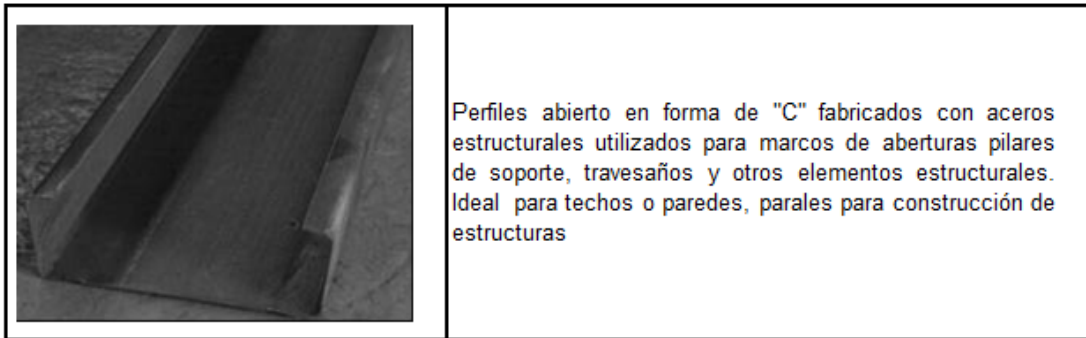 Perfiles abierto en forma de "C" fabricados con aceros
estructurales utilizados para marcos de aberturas pilares
de soporte, travesaños y otros elementos estructurales.
Ideal para techos o paredes, parales para construcción de
estructuras